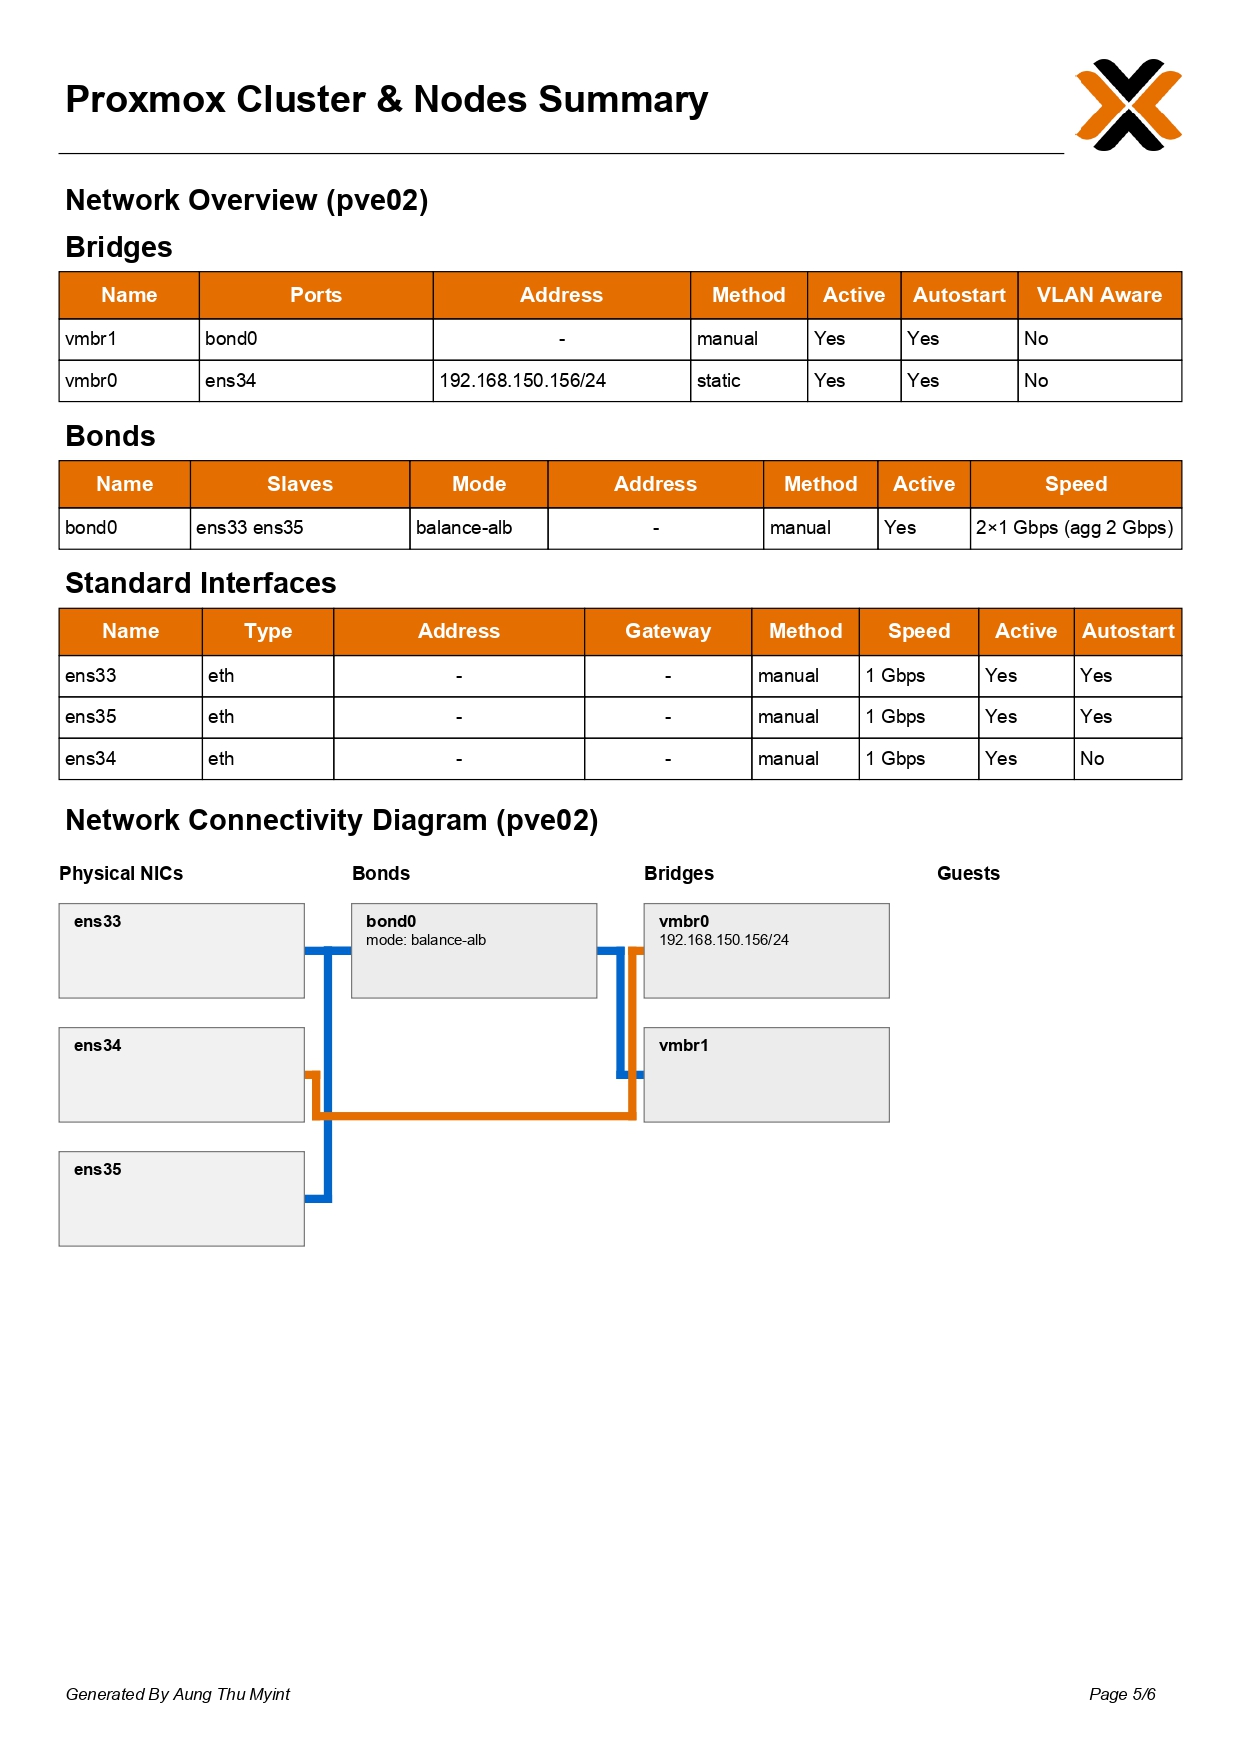 Proxmox Cluster & Nodes Summary
Network Overview (pve02)
Bridges
Name Ports Address Method Active Autostart VLAN Aware
vmbr1 bond0 - manual Yes Yes No
vmbr0 ens34 192.168.150.156/24 static Yes Yes No
Bonds
Name Slaves Mode Address Method Active Speed
bond0 ens33 ens35 balance-alb - manual Yes 2×1 Gbps (agg 2 Gbps)
Standard Interfaces
Name Type Address Gateway Method Speed Active Autostart
ens33 eth - - manual 1 Gbps Yes Yes
ens35 eth - - manual 1 Gbps Yes Yes
ens34 eth - - manual 1 Gbps Yes No
Network Connectivity Diagram (pve02)
Physical NICs Bonds Bridges Guests
ens33 bond0 vmbr0
mode: balance-alb 192.168.150.156/24
ens34 vmbr1
ens35
Generated By Aung Thu Myint Page 5/6